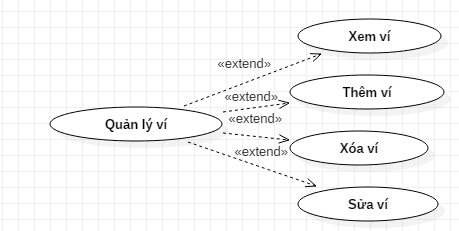 Xem ví
«extend»
Thêm ví
«extend»
«extend»
Quản lý ví
Xóa ví
«extend»
Sửa ví